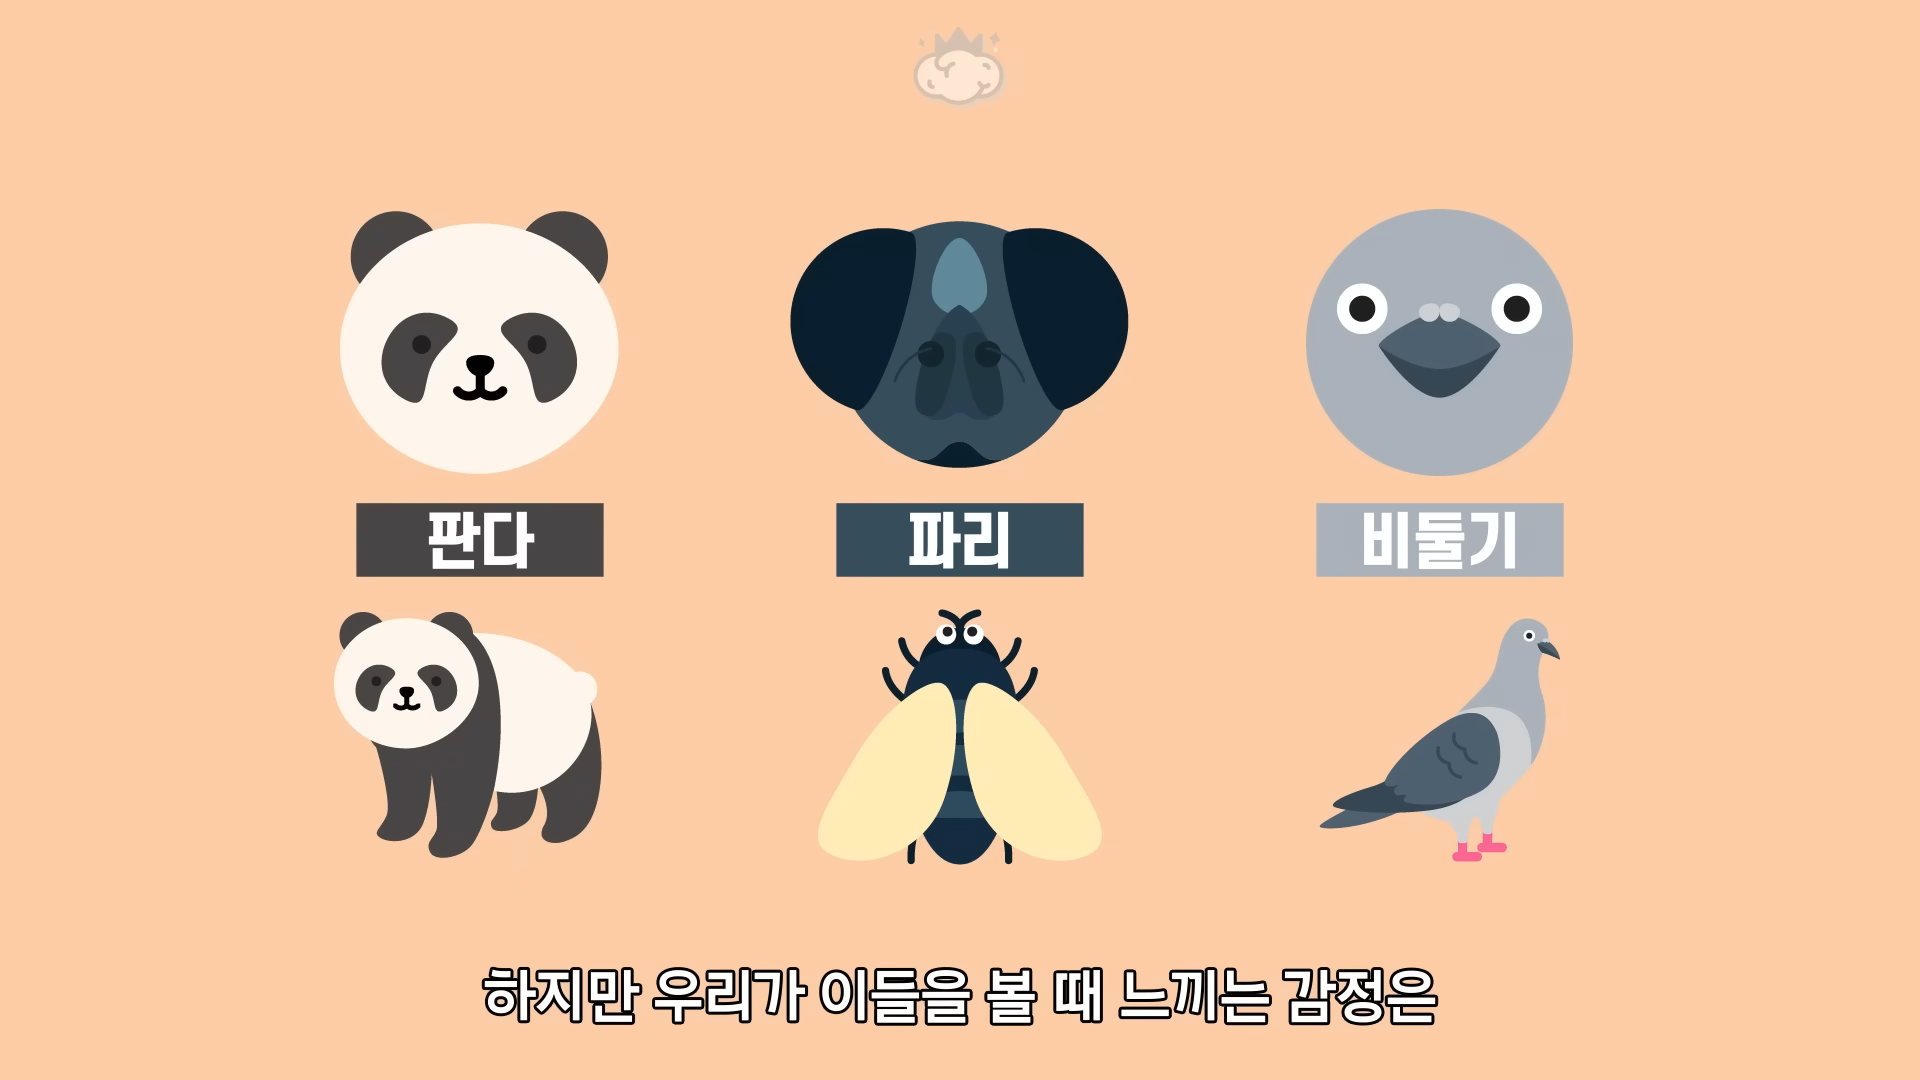 판다
파리
비둘기
하지만 우리가 이들을 볼 때 느끼는 감정은